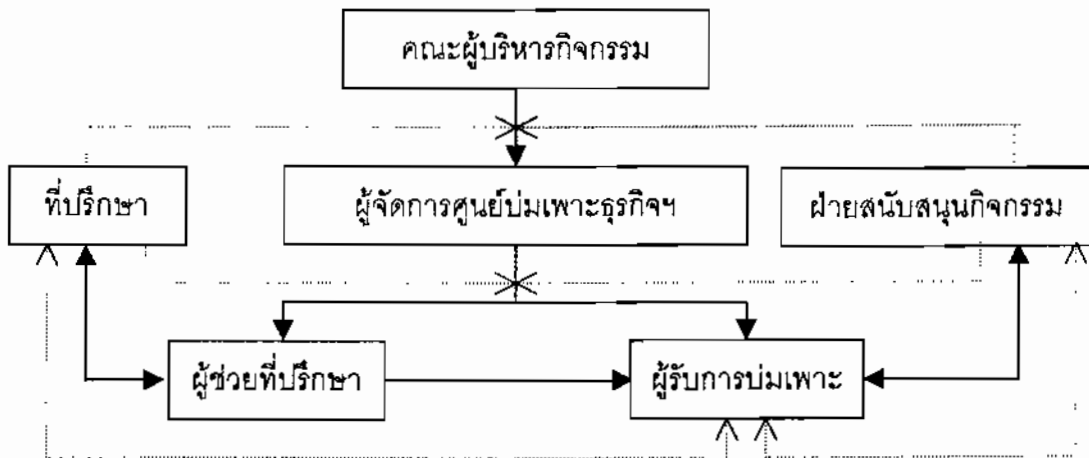 คณะผู้บริหารกิจกรรม
ที่ปรึกษา
ผู้จัดการศูนย์บ่มเพาะธุรกิจฯ
ฝ่ายสนับสนุนกิจกรรม
ผู้ช่วยที่ปรึกษา
ผู้รับการบ่มเพาะ